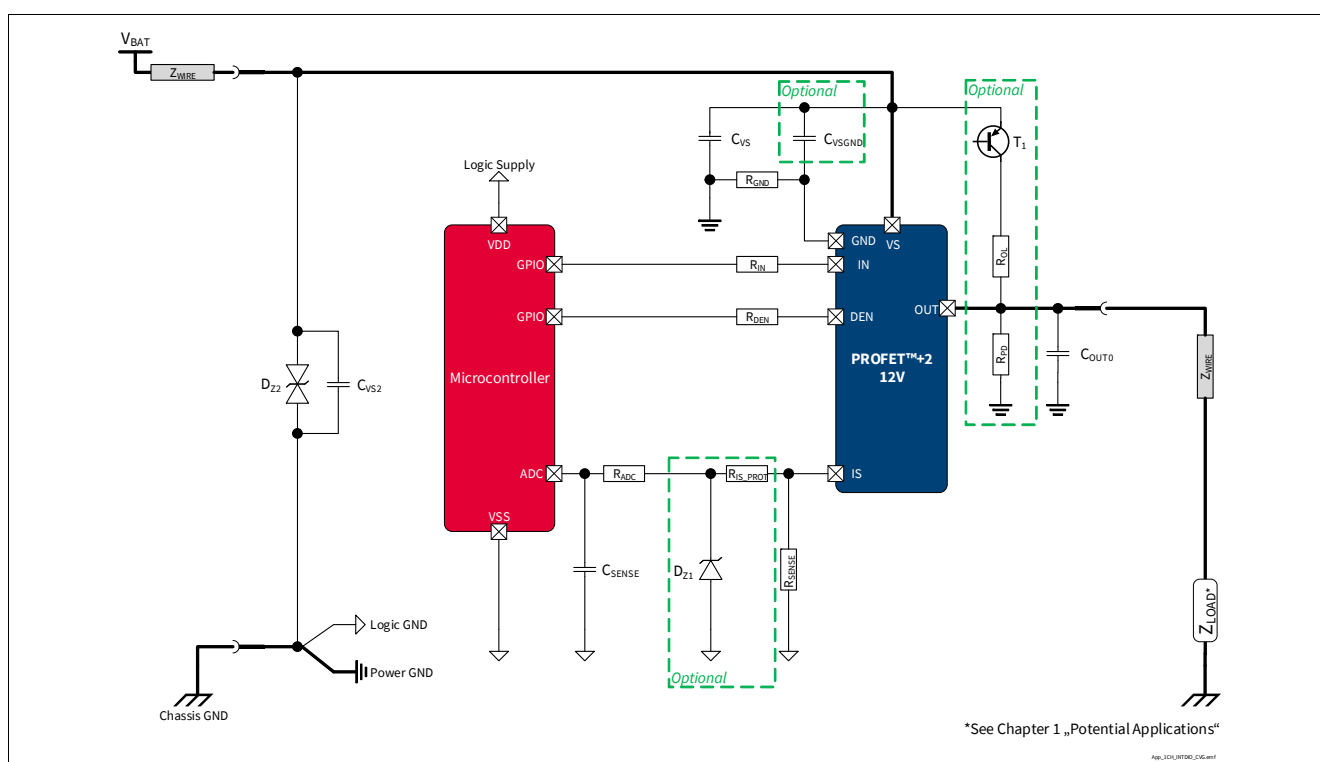 VBAT
ZWIRE
Optional
Optional
CVS
CVSGND
T1
Logic Supply
RGND
VDD
GND
VS
GPIO
RIN
IN
ROL
GPIO
RDEN
DEN
OUT
PROFET™+2
12V
RPD
COUT0
ZWIRE
DZ2
CVS2
Microcontroller
ADC
RADC
RIS_PROT
IS
VSS
CSENSE
DZ1
RSENSE
Logic GND
Power GND
Optional
ZLOAD*
Chassis GND
*See Chapter 1 „Potential Applications“
App_1CH_INTDIO_CVG.emf